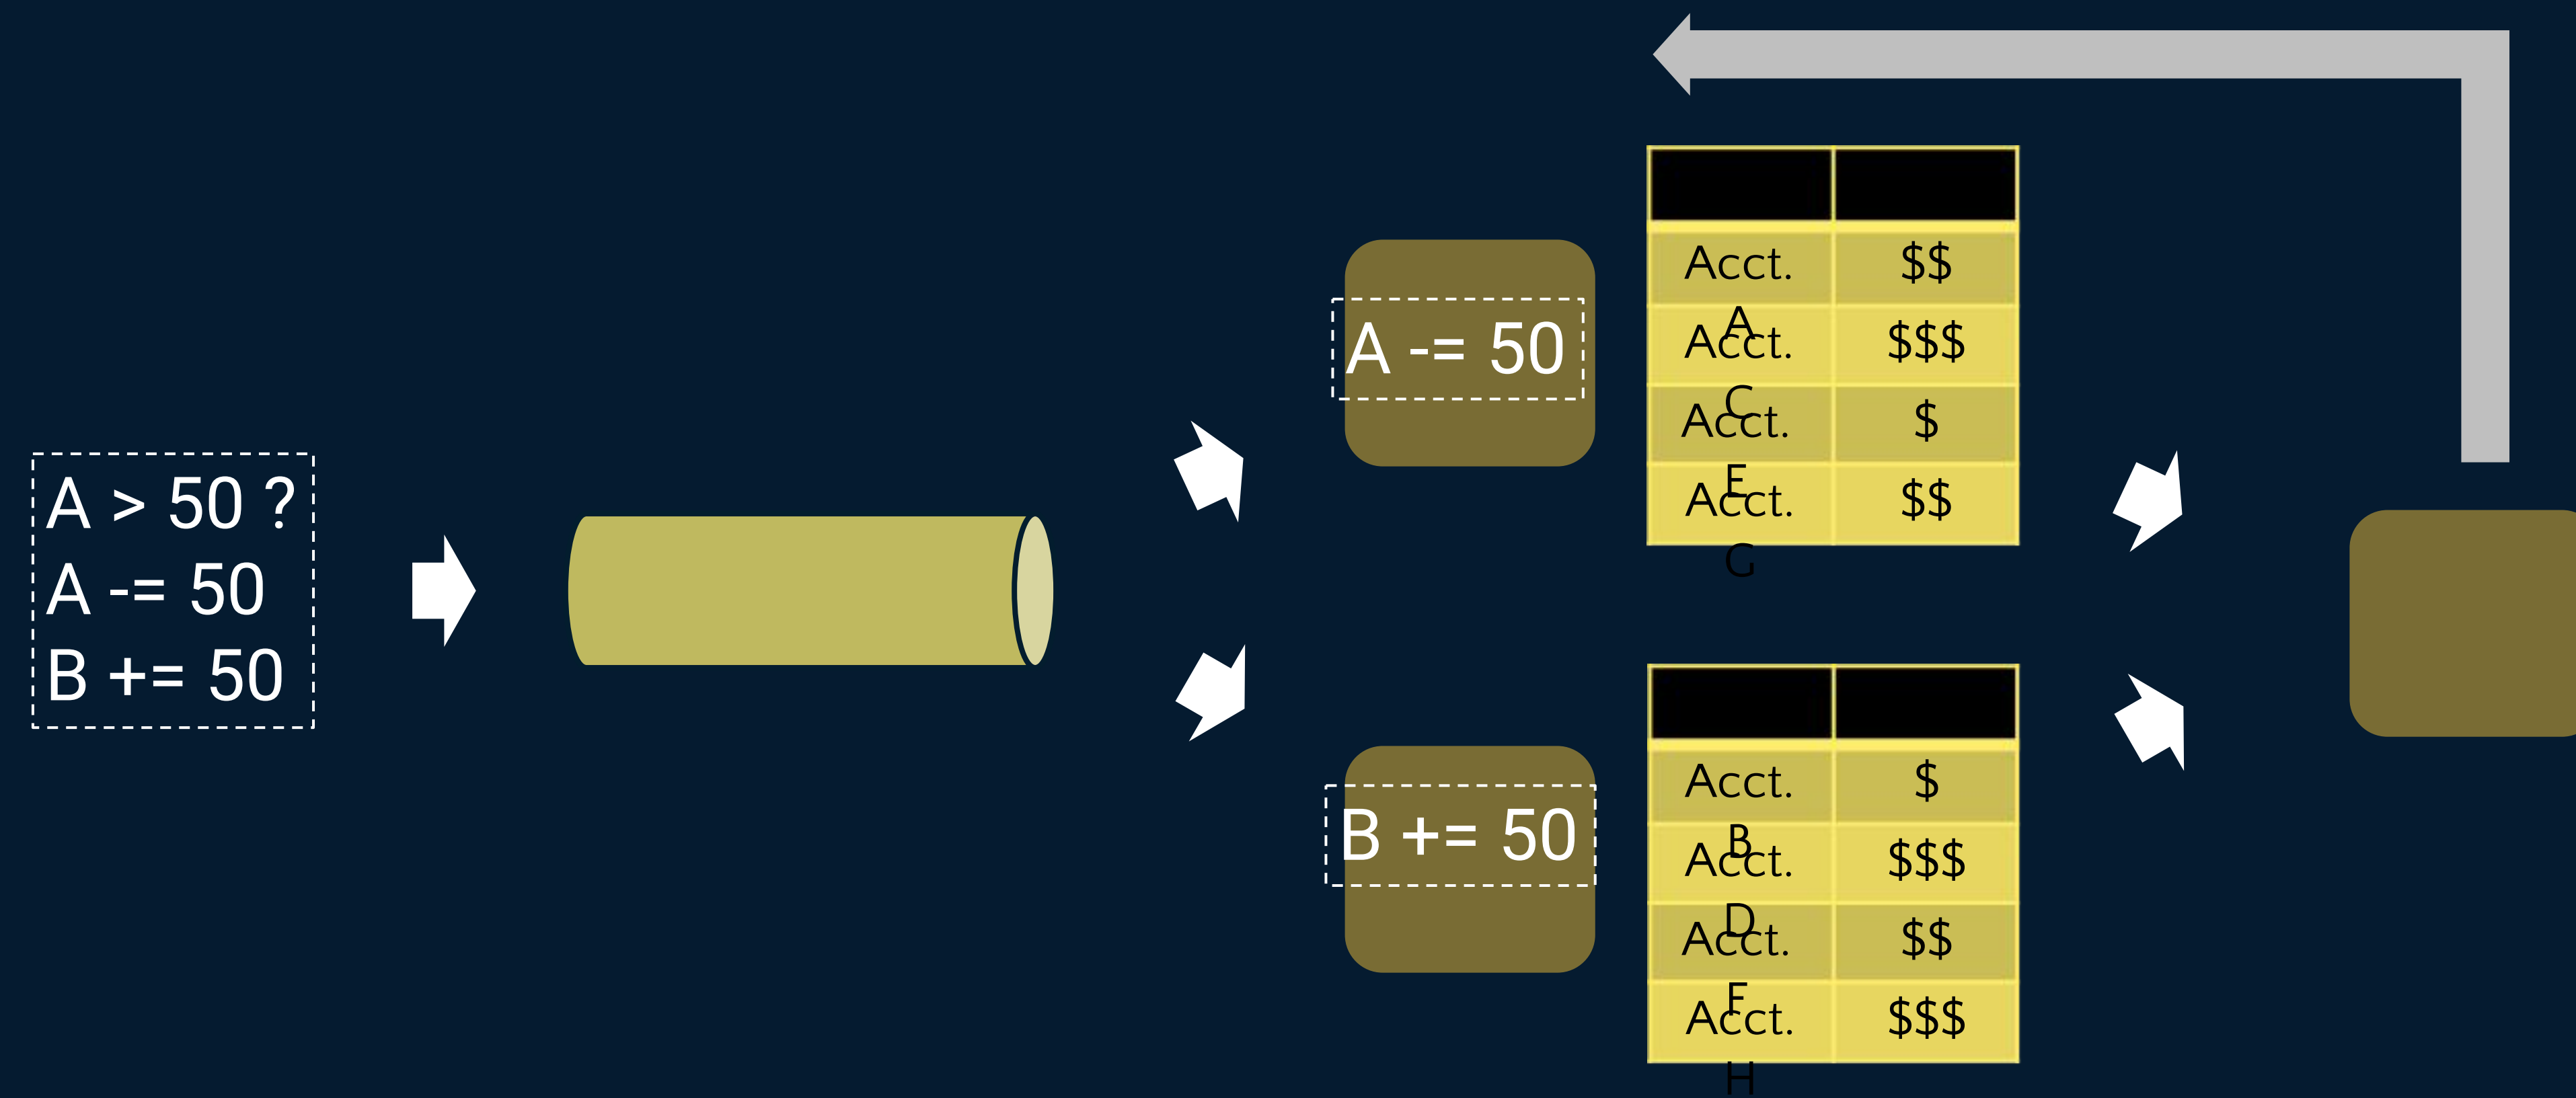 A > 50 ?
A -= 50
B += 50
A -= 50
Acct. A $$
Acct. C $$$
Acct. E $
Acct. G $$
B += 50
Acct. B $
Acct. D $$$
Acct. F $$
Acct. H $$$